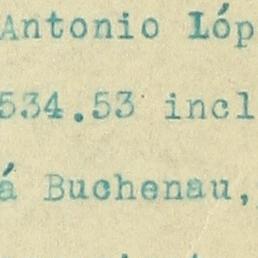 Antonio Lóp
534.53 incl
á Buchenau,